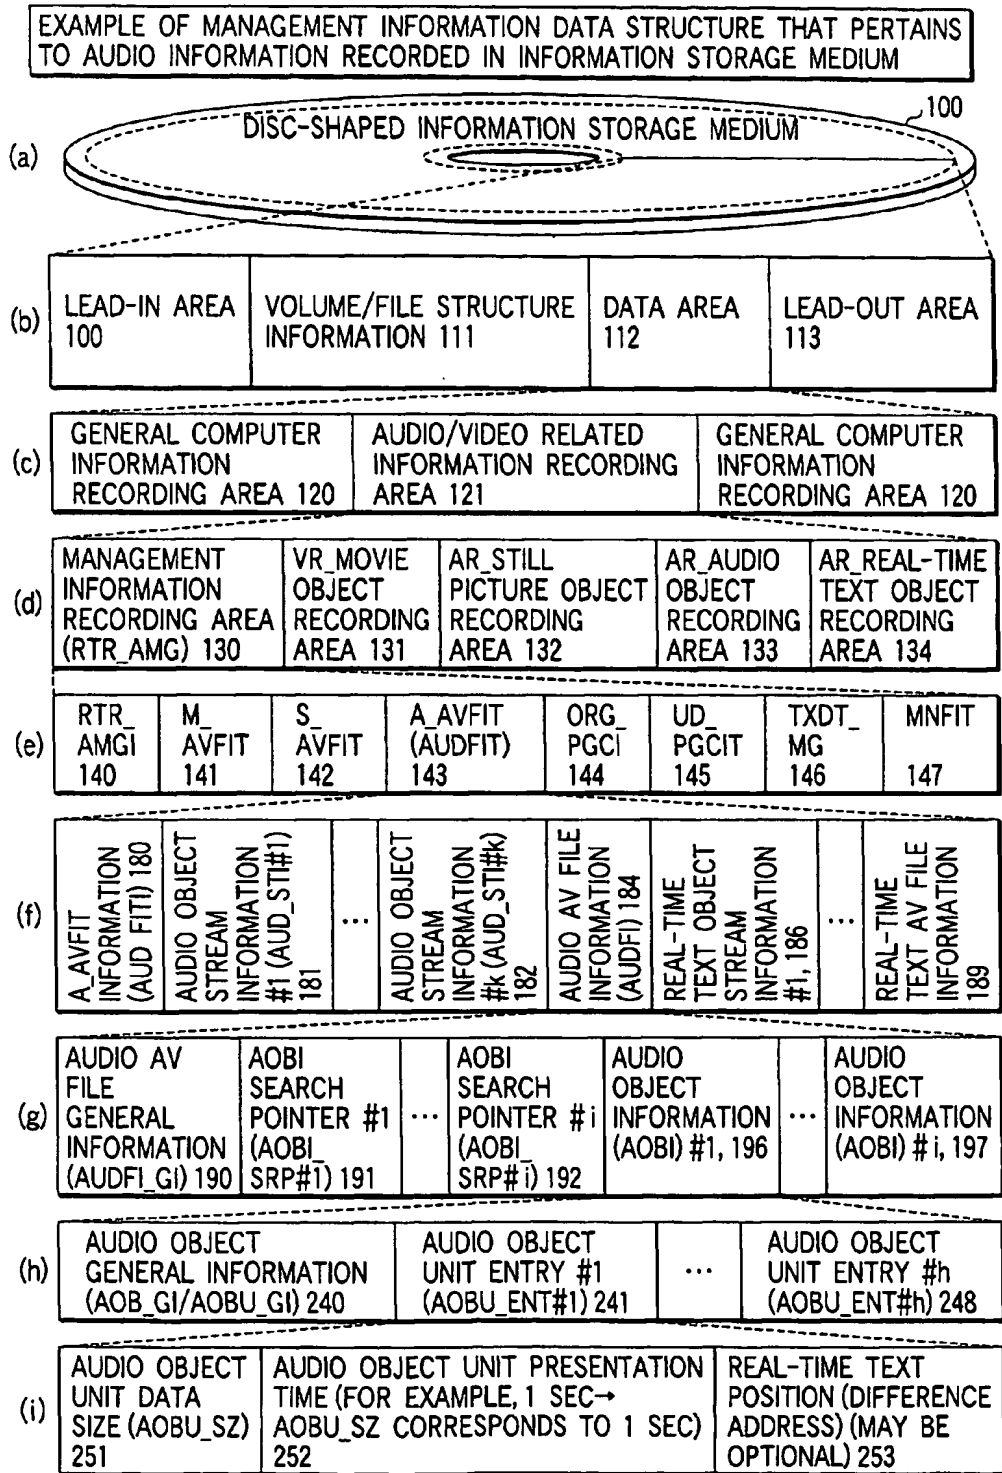 EXAMPLE OF MANAGEMENT INFORMATION DATA STRUCTURE THAT PERTAINS
TO AUDIO INFORMATION RECORDED IN INFORMATION STORAGE MEDIUM
100
DISC-SHAPED INFORMATION STORAGE MEDIUM
(a)
(b)
LEAD-IN AREA
100
VOLUME/FILE STRUCTURE
INFORMATION 111
DATA AREA
112
LEAD-OUT AREA
113
(c)
GENERAL COMPUTER
INFORMATION
RECORDING AREA 120
AUDIO/VIDEO RELATED
INFORMATION RECORDING
AREA 121
GENERAL COMPUTER
INFORMATION
RECORDING AREA 120
(d)
MANAGEMENT
INFORMATION
RECORDING AREA
(RTR_AMG) 130
VR_MOVIE
OBJECT
RECORDING
AREA 131
AR_STILL
PICTURE OBJECT
RECORDING
AREA 132
AR_AUDIO
OBJECT
RECORDING
AREA 133
AR_REAL-TIME
TEXT OBJECT
RECORDING
AREA 134
(e)
RTR_
AMGI
140
M_
AVFIT
141
S_
AVFIT
142
A_AVFIT
(AUDFIT)
143
ORG_
PGCI
144
UD_
PGCIT
145
TXDT_
MG
146
MNFIT
147
(f)
A_AVFIT
INFORMATION
(AUD FITI) 180
AUDIO OBJECT
STREAM
INFORMATION
#1 (AUD_STI#1)
181
...
AUDIO OBJECT
STREAM
INFORMATION
#k (AUD_STI#k)
182
AUDIO AV FILE
INFORMATION
(AUDFI) 184
REAL-TIME
TEXT OBJECT
STREAM
INFORMATION
#1, 186
...
REAL-TIME
TEXT AV FILE
INFORMATION
189
(g)
AUDIO AV
FILE
GENERAL
INFORMATION
(AUDFI_GI) 190
AOBI
SEARCH
POINTER #1
(AOBI_
SRP#1) 191
...
AOBI
SEARCH
POINTER #i
(AOBI_
SRP#i) 192
AUDIO
OBJECT
INFORMATION
(AOBI) #1, 196
...
AUDIO
OBJECT
INFORMATION
(AOBI) #i, 197
(h)
AUDIO OBJECT
GENERAL INFORMATION
(AOB_GI/AOBU_GI) 240
AUDIO OBJECT
UNIT ENTRY #1
(AOBU_ENT#1) 241
...
AUDIO OBJECT
UNIT ENTRY #h
(AOBU_ENT#h) 248
(i)
AUDIO OBJECT
UNIT DATA
SIZE (AOBU_SZ)
251
AUDIO OBJECT UNIT PRESENTATION
TIME (FOR EXAMPLE, 1 SEC→
AOBU_SZ CORRESPONDS TO 1 SEC)
252
REAL-TIME TEXT
POSITION (DIFFERENCE
ADDRESS) (MAY BE
OPTIONAL) 253